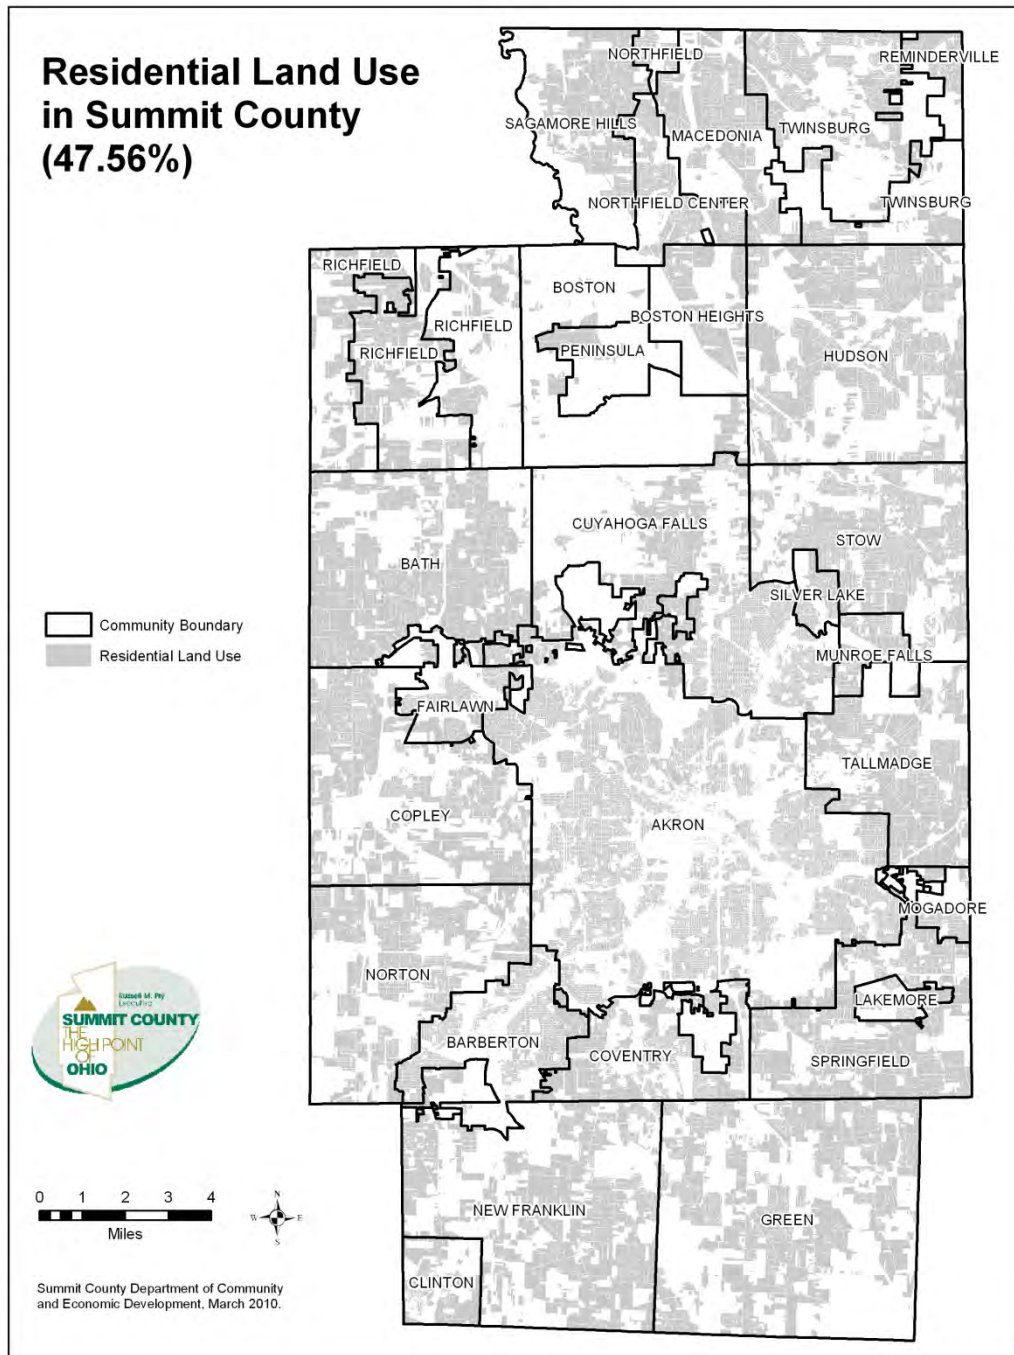 Residential Land Use
in Summit County
(47.56%)
NORTHFIELD
REMINDERVILLE
SAGAMORE HILLS
MACEDONIA
TWINSBURG
NORTHFIELD CENTER
TWINSBURG
RICHFIELD
BOSTON
RICHFIELD
BOSTON HEIGHTS
RICHFIELD
PENINSULA
HUDSON
CUYAHOGA FALLS
STOW
BATH
SILVER LAKE
Community Boundary
Residential Land Use
MUNROE FALLS
FAIRLAWN
TALLMADGE
COPLEY
AKRON
MOGADORE
NORTON
LAKEMORE
BARBERTON
COVENTRY
SPRINGFIELD
Russell M. Pry
Executive
SUMMIT COUNTY
THE
HIGH POINT
OF
OHIO
0 1 2 3 4
Miles
N
W E
S
NEW FRANKLIN
GREEN
CLINTON
Summit County Department of Community
and Economic Development, March 2010.